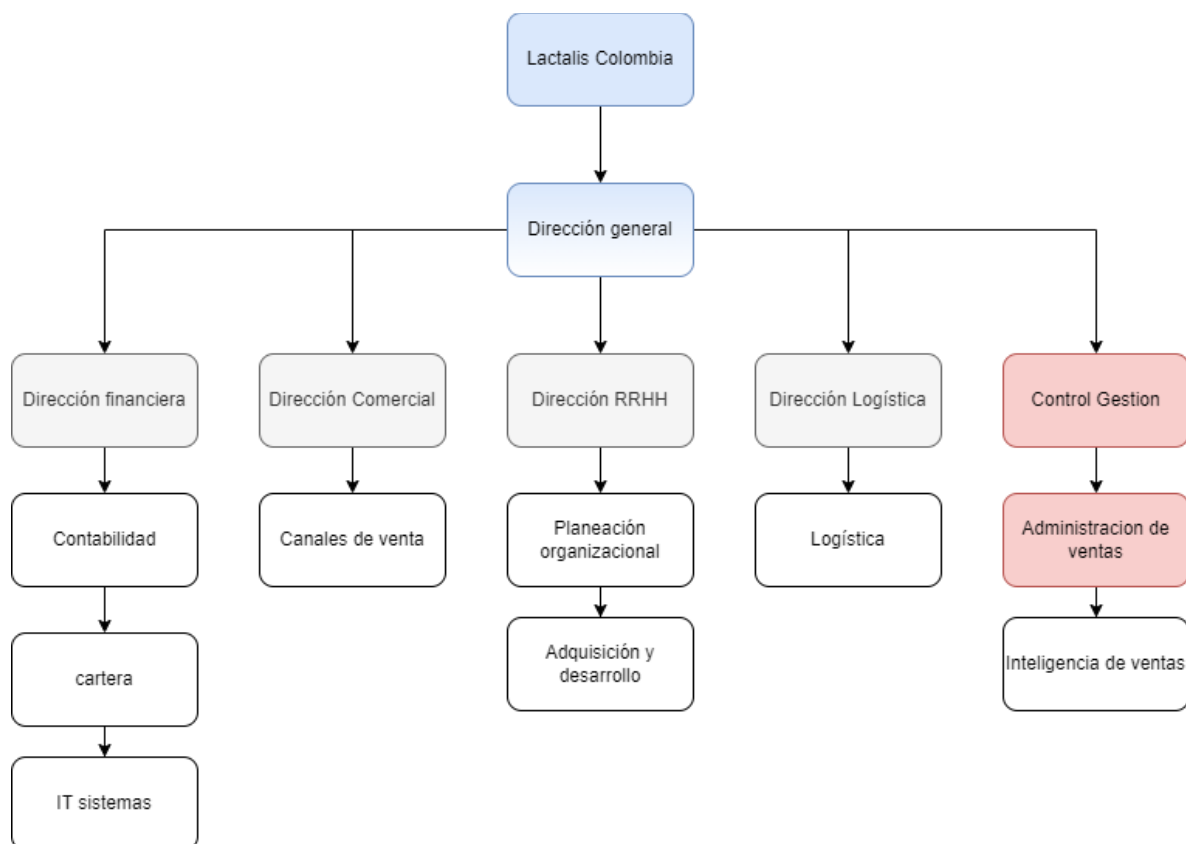 Lactalis Colombia
Dirección general
Dirección financiera
Dirección Comercial
Dirección RRHH
Dirección Logística
Control Gestion
Contabilidad
Canales de venta
Planeación
organizacional
Logística
Administracion de
ventas
cartera
Adquisición y
desarrollo
Inteligencia de ventas
IT sistemas